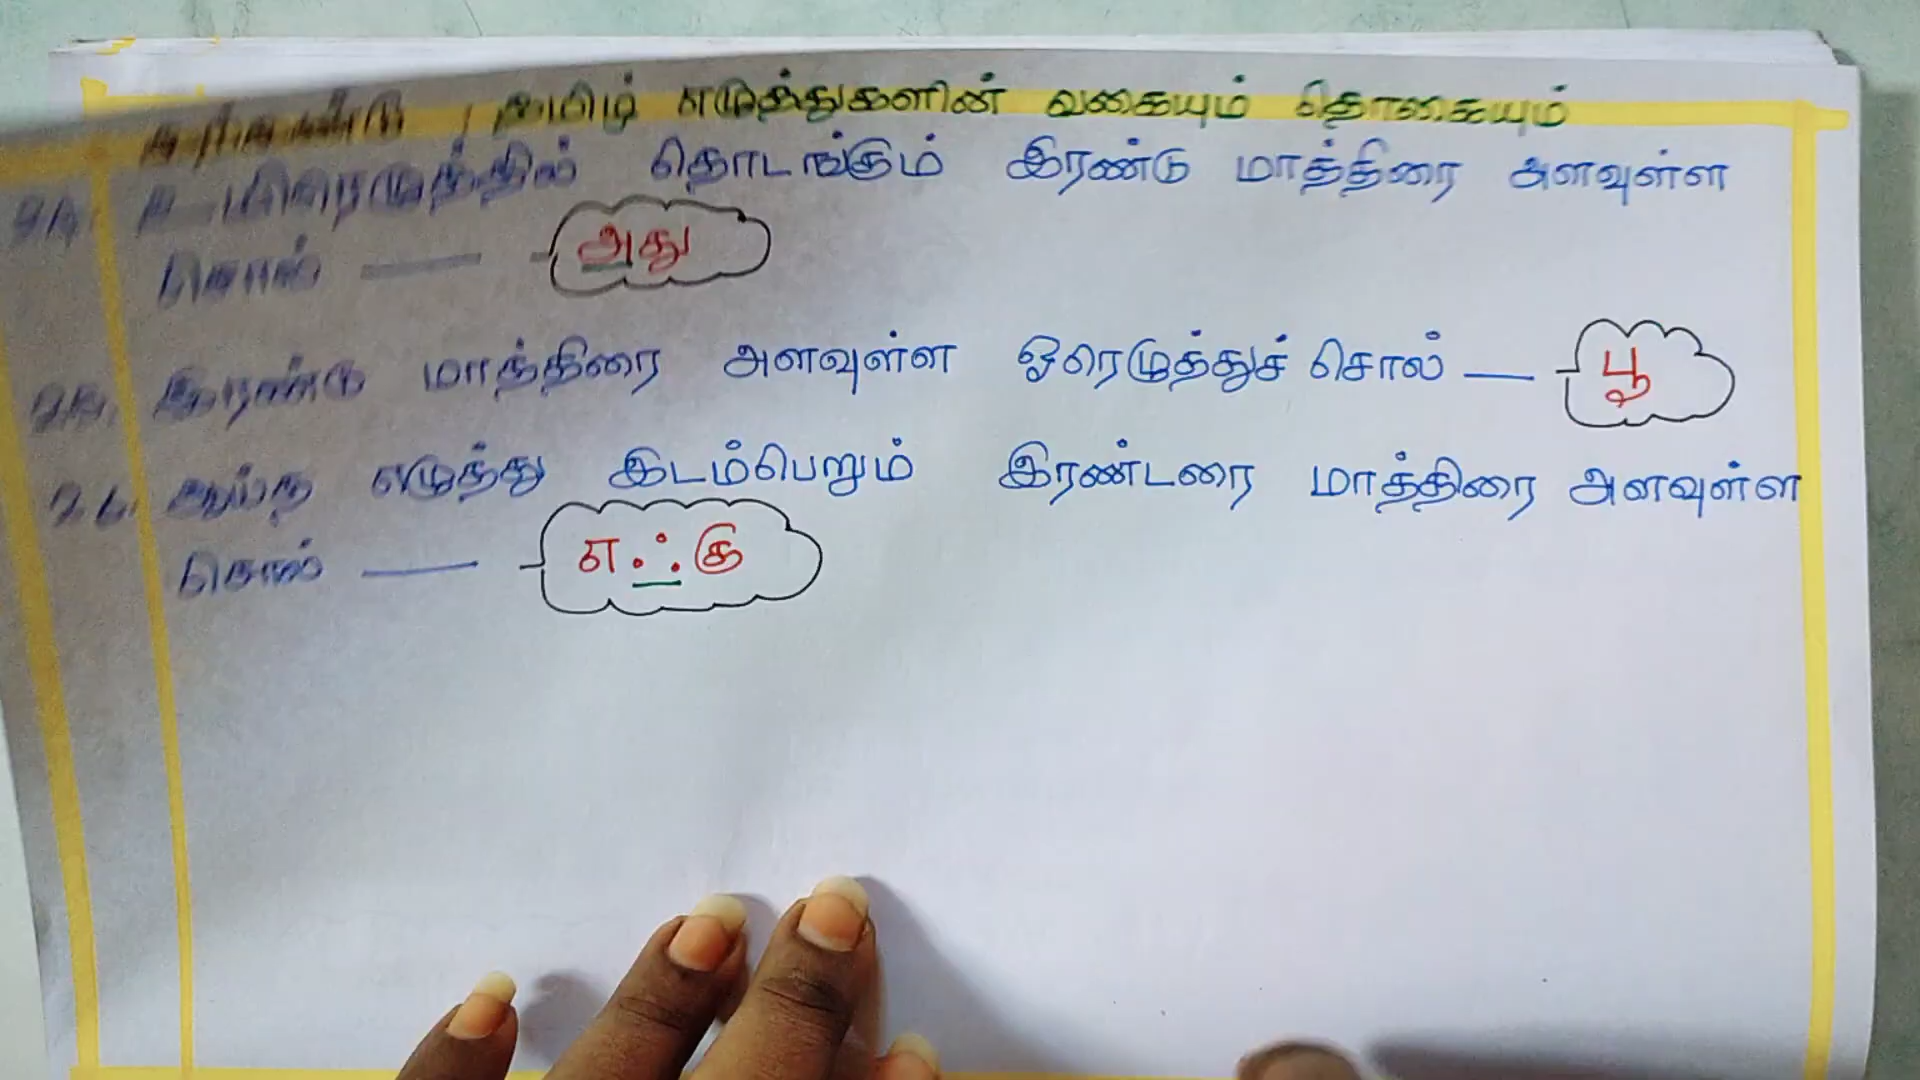 தமிழ் எழுத்துகளின் வகையும் தொகையும்
உயிரெழுத்தில் தொடங்கும் இரண்டு மாத்திரை அளவுள்ள
சொல் —— அது
இரண்டு மாத்திரை அளவுள்ள ஓரெழுத்துச் சொல் — பூ
ஆய்த எழுத்து இடம்பெறும் இரண்டரை மாத்திரை அளவுள்ள
சொல் —— எஃகு